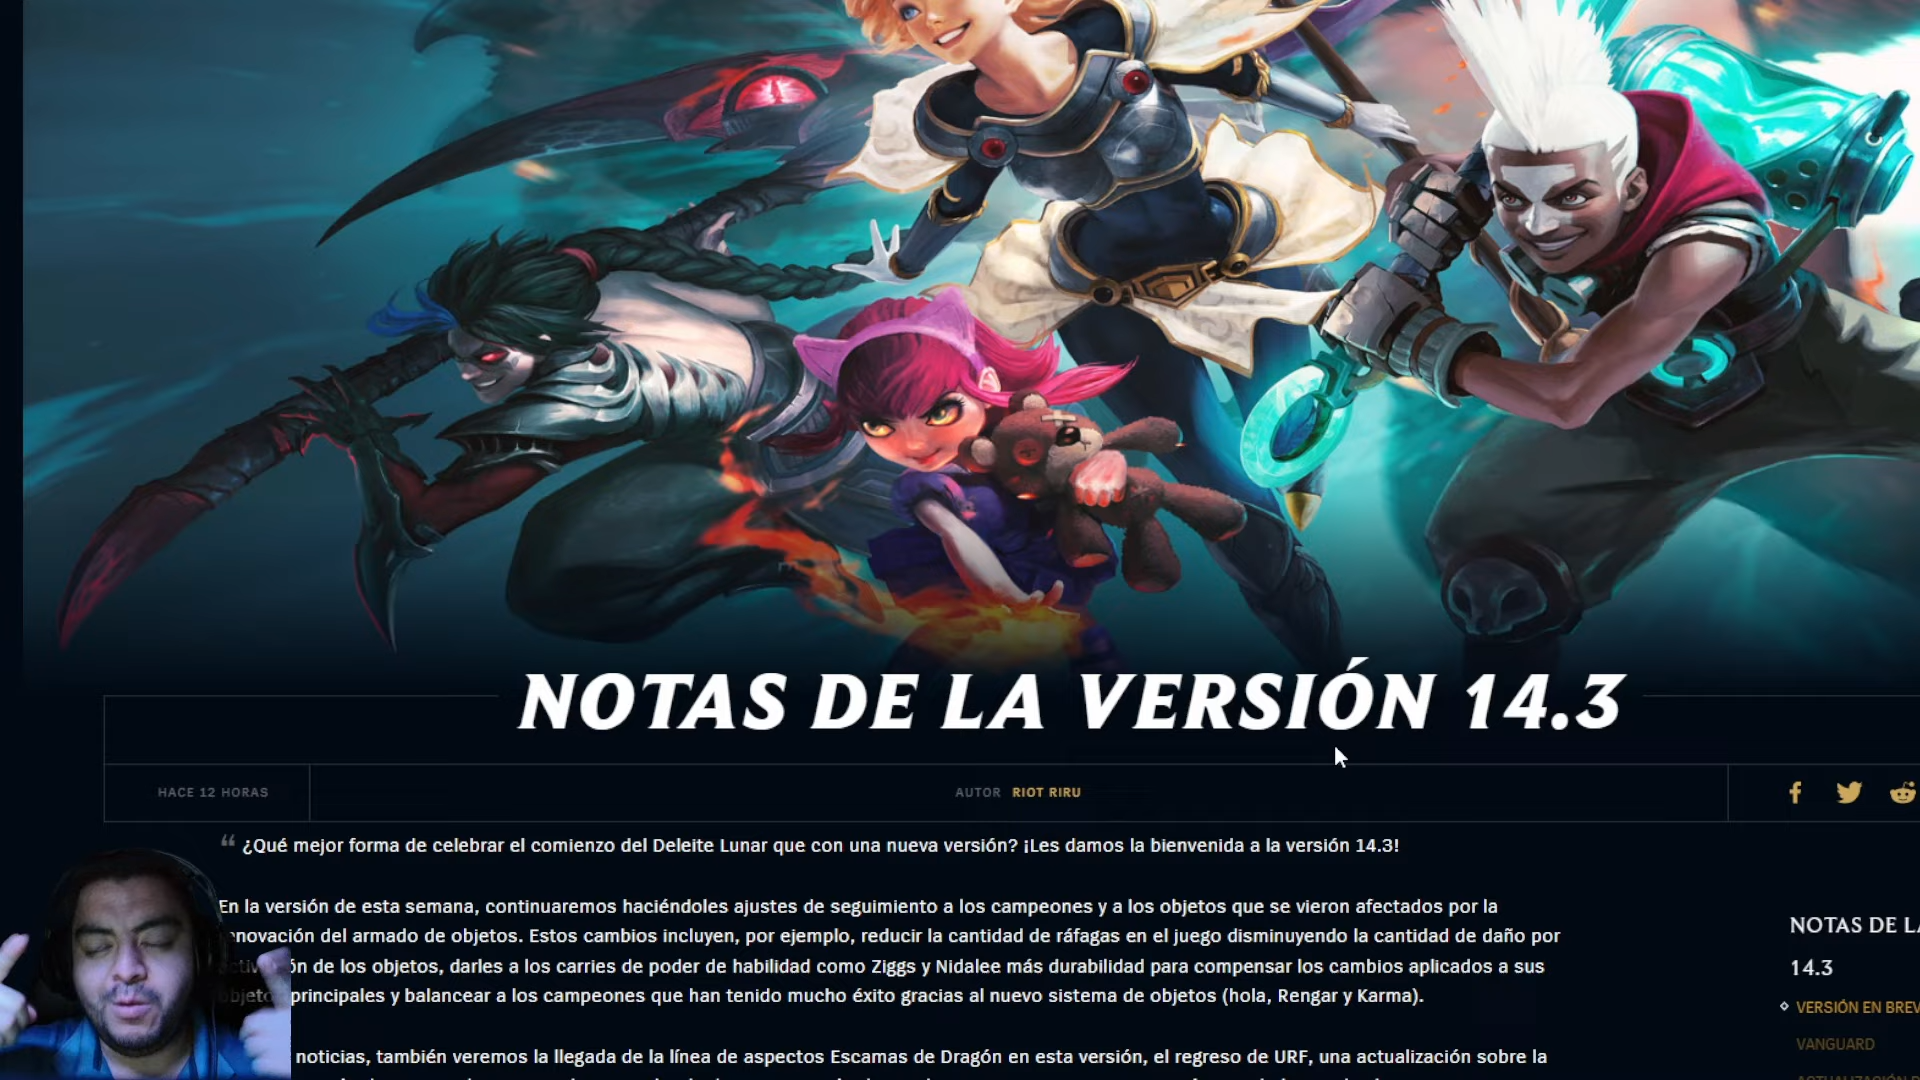 NOTAS DE LA VERSIÓN 14.3
HACE 12 HORAS
AUTOR RIOT RIRU
“ ¿Qué mejor forma de celebrar el comienzo del Deleite Lunar que con una nueva versión? ¡Les damos la bienvenida a la versión 14.3!
En la versión de esta semana, continuaremos haciéndoles ajustes de seguimiento a los campeones y a los objetos que se vieron afectados por la
novación del armado de objetos. Estos cambios incluyen, por ejemplo, reducir la cantidad de ráfagas en el juego disminuyendo la cantidad de daño por
ón de los objetos, darles a los carries de poder de habilidad como Ziggs y Nidalee más durabilidad para compensar los cambios aplicados a sus
objeto principales y balancear a los campeones que han tenido mucho éxito gracias al nuevo sistema de objetos (hola, Rengar y Karma).
noticias, también veremos la llegada de la línea de aspectos Escamas de Dragón en esta versión, el regreso de URF, una actualización sobre la
NOTAS DE LA
14.3
VERSIÓN EN BREV
VANGUARD